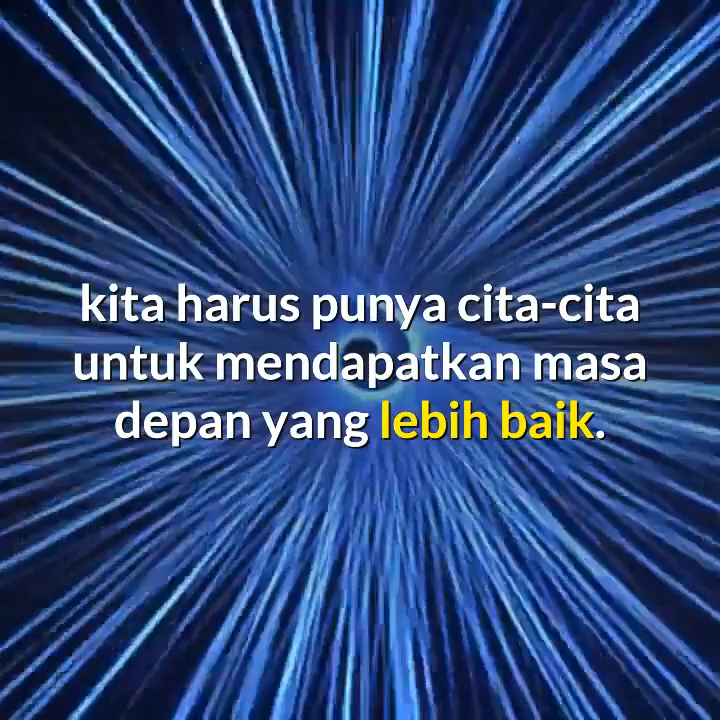 kita harus punya cita-cita
untuk mendapatkan masa
depan yang lebih baik.